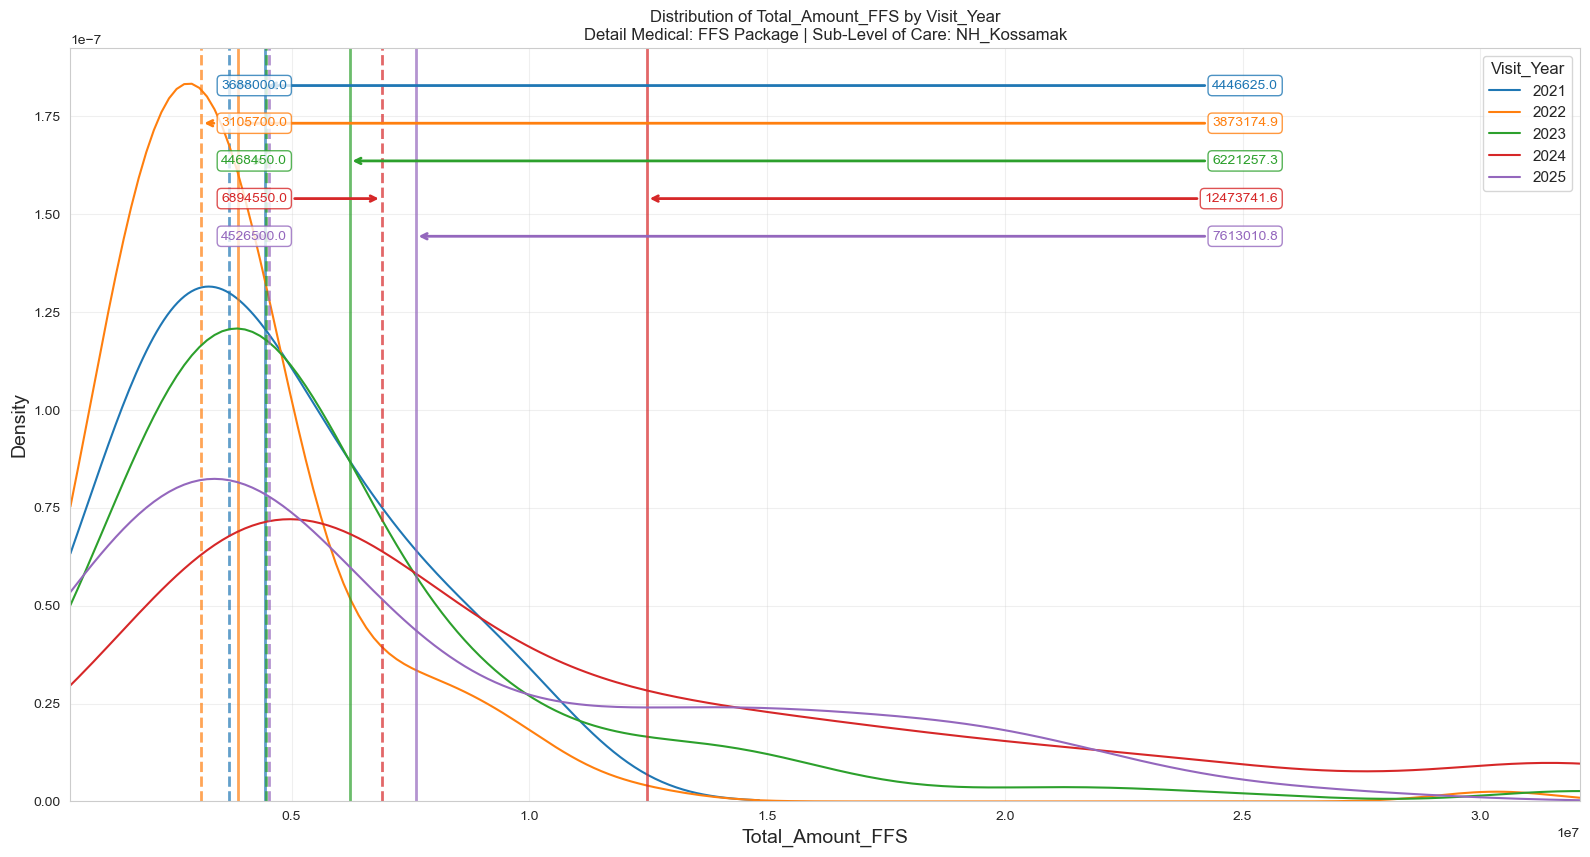 Distribution of Total_Amount_FFS by Visit_Year
Detail Medical: FFS Package | Sub-Level of Care: NH_Kossamak
1e−7
Visit_Year
2021
2022
2023
2024
2025
3688000.0 4446625.0
3105700.0 3873174.9
4468450.0 6221257.3
6894550.0 12473741.6
4526500.0 7613010.8
1.75
1.50
1.25
1.00
0.75
0.50
0.25
0.00
Density
0.5 1.0 1.5 2.0 2.5 3.0
1e7
Total_Amount_FFS